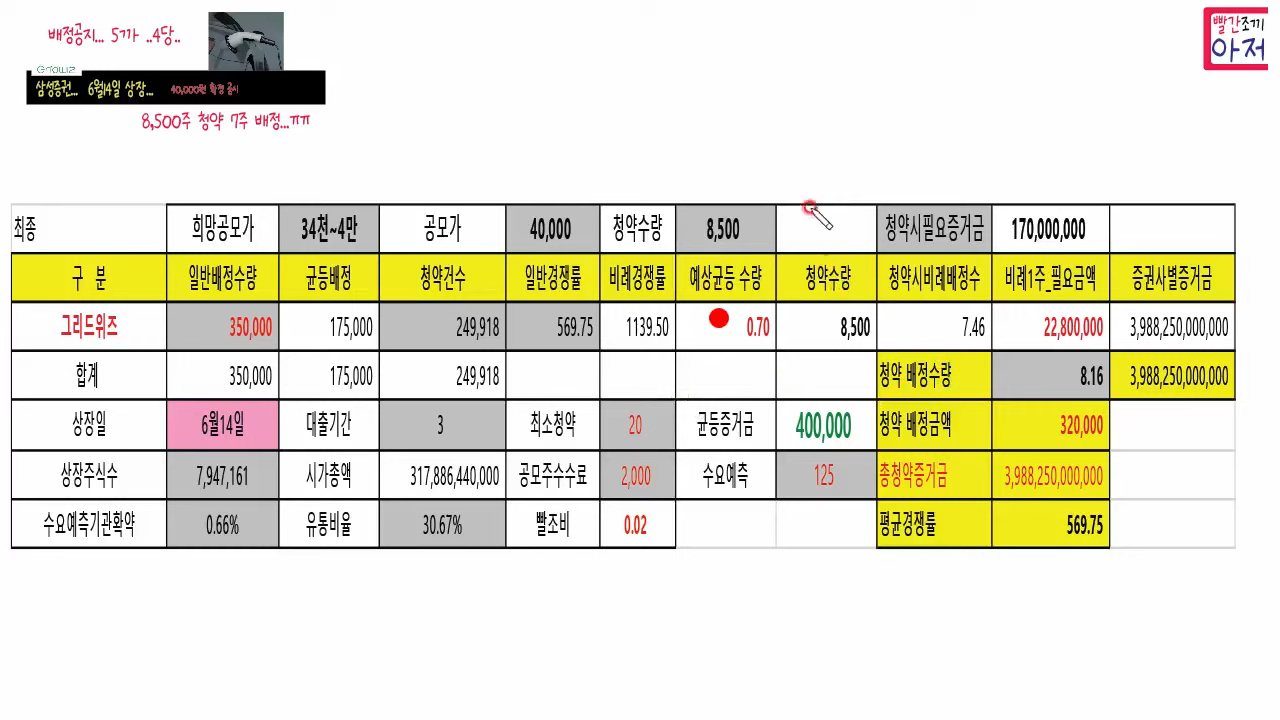 배정공지... 5까 ..4당..
빨간조끼
아저
Gridwiz
삼성증권... 6월14일 상장... 40,000원 확정 공시
8,500주 청약 7주 배정...ㅠㅠ
최종 희망공모가 34천~4만 공모가 40,000 청약수량 8,500 청약시필요증거금 170,000,000
구 분 일반배정수량 균등배정 청약건수 일반경쟁률 비례경쟁률 예상균등 수량 청약수량 청약시비례배정수 비례1주_필요금액 증권사별증거금
그리드위즈 350,000 175,000 249,918 569.75 1139.50 0.70 8,500 7.46 22,800,000 3,988,250,000,000
합계 350,000 175,000 249,918 청약 배정수량 8.16 3,988,250,000,000
상장일 6월14일 대출기간 3 최소청약 20 균등증거금 400,000 청약 배정금액 320,000
상장주식수 7,947,161 시가총액 317,886,440,000 공모주수수료 2,000 수요예측 125 총청약증거금 3,988,250,000,000
수요예측기관확약 0.66% 유통비율 30.67% 빨조비 0.02 평균경쟁률 569.75